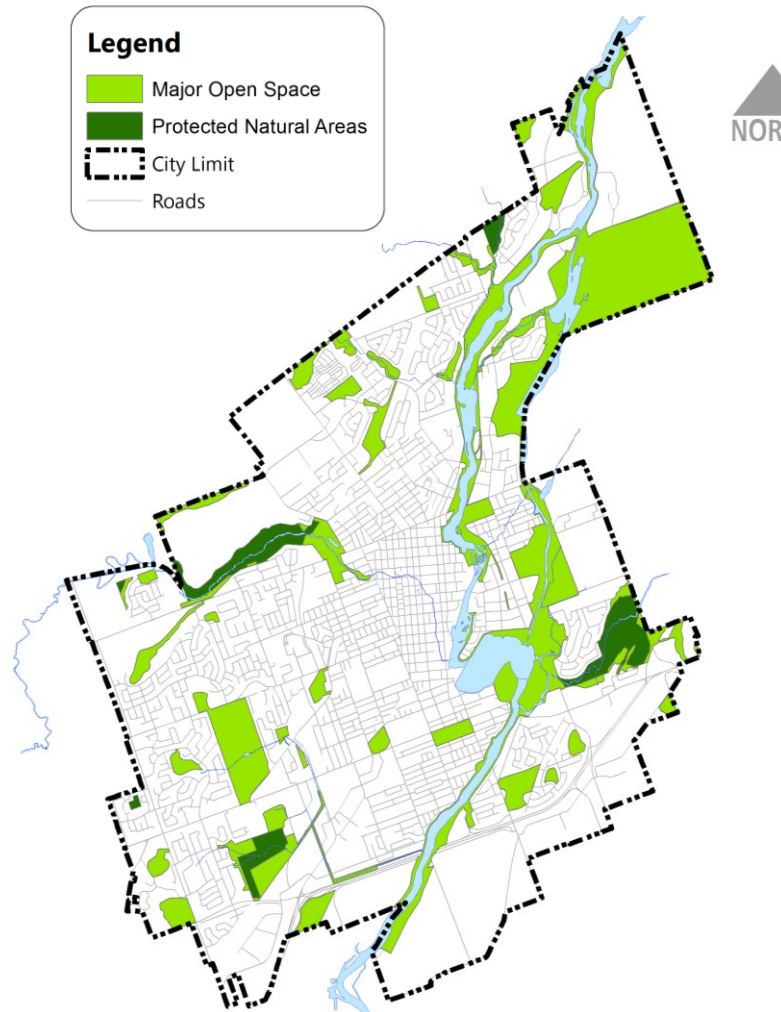 Legend
Major Open Space
Protected Natural Areas
City Limit
Roads
NOR